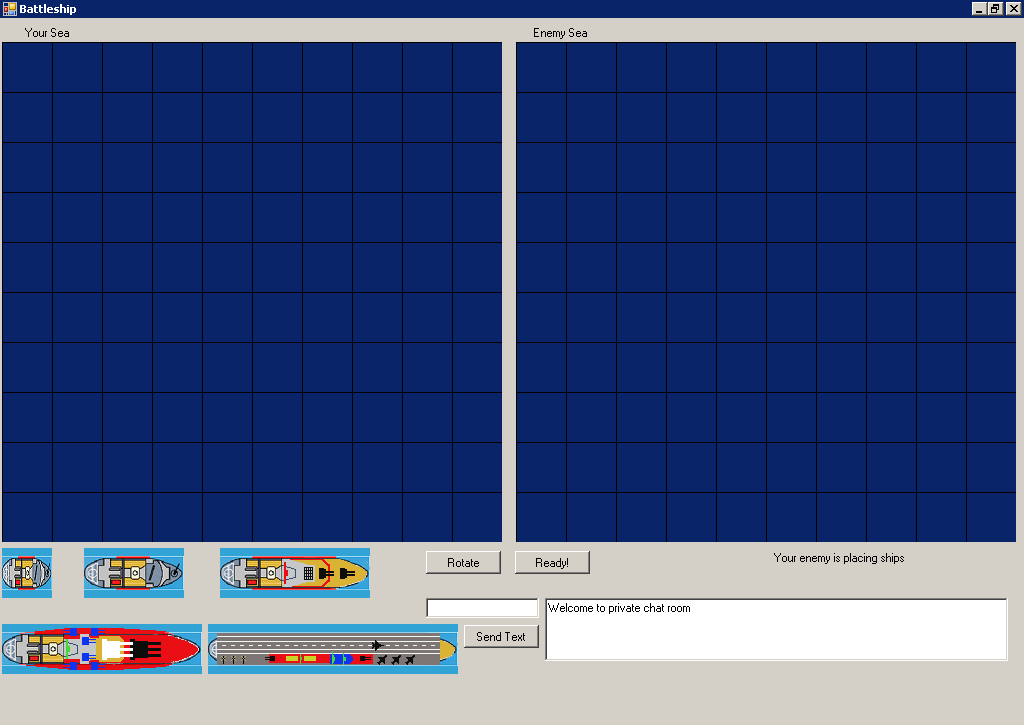 Battleship
Your Sea
Enemy Sea
Rotate
Ready!
Your enemy is placing ships
Welcome to private chat room
Send Text